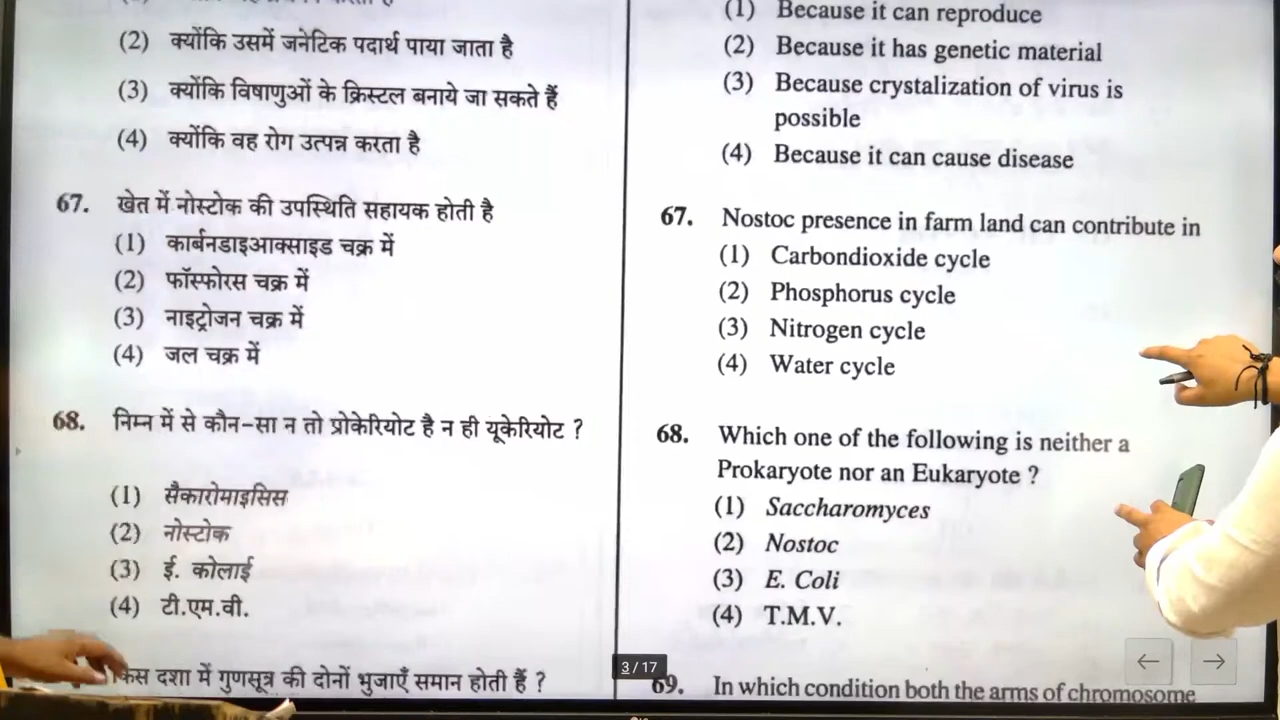 (2) क्योंकि उसमें जनेटिक पदार्थ पाया जाता है
(3) क्योंकि विषाणुओं के क्रिस्टल बनाये जा सकते हैं
(4) क्योंकि वह रोग उत्पन्न करता है
67. खेत में नोस्टोक की उपस्थिति सहायक होती है
(1) कार्बनडाइआक्साइड चक्र में
(2) फॉस्फोरस चक्र में
(3) नाइट्रोजन चक्र में
(4) जल चक्र में
68. निम्न में से कौन-सा न तो प्रोकेरियोट है न ही यूकेरियोट ?
(1) सैकारोमाइसिस
(2) नोस्टोक
(3) ई. कोलाई
(4) टी.एम.वी.
दशा में गुणसूत्र की दोनों भुजाएँ समान होती हैं ?
(1) Because it can reproduce
(2) Because it has genetic material
(3) Because crystalization of virus is
possible
(4) Because it can cause disease
67. Nostoc presence in farm land can contribute in
(1) Carbondioxide cycle
(2) Phosphorus cycle
(3) Nitrogen cycle
(4) Water cycle
68. Which one of the following is neither a
Prokaryote nor an Eukaryote ?
(1) Saccharomyces
(2) Nostoc
(3) E. Coli
(4) T.M.V.
3 / 17
69. In which condition both the arms of chromosome